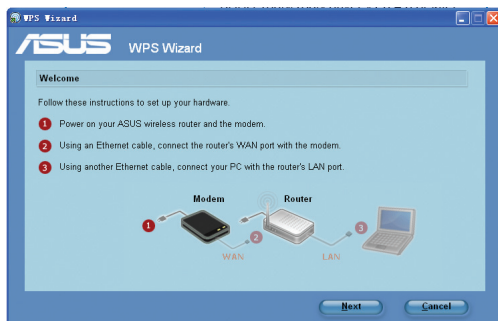 WPS Wizard
ASUS WPS Wizard
Welcome
Follow these instructions to set up your hardware.
1 Power on your ASUS wireless router and the modem.
2 Using an Ethernet cable, connect the router's WAN port with the modem.
3 Using another Ethernet cable, connect your PC with the router's LAN port.
Modem Router
1 2 3
WAN LAN
Next Cancel